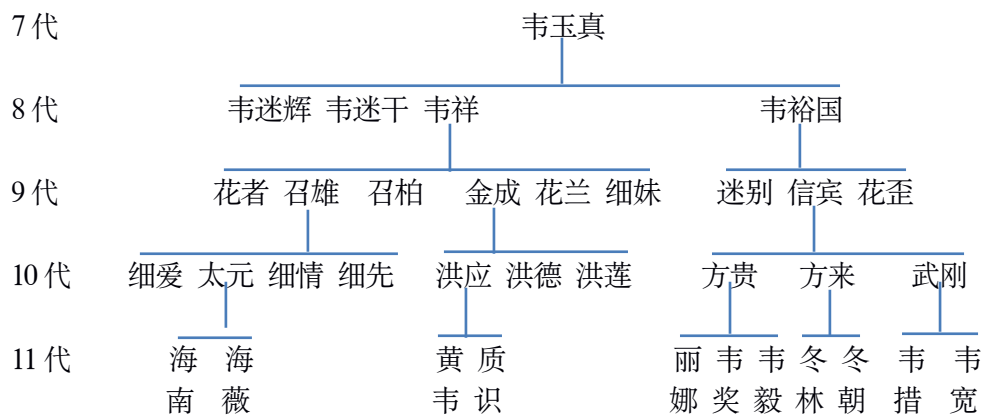 7 代 韦玉真
8 代 韦迷辉 韦迷干 韦祥 韦裕国
9 代 花者 召雄 召柏 金成 花兰 细妹 迷别 信宾 花歪
10 代 细爱 太元 细情 细先 洪应 洪德 洪莲 方贵 方来 武刚
11 代 海 海 黄 质 丽 韦 韦 冬 冬 韦 韦
南 薇 韦 识 娜 奖 毅 林 朝 措 宽